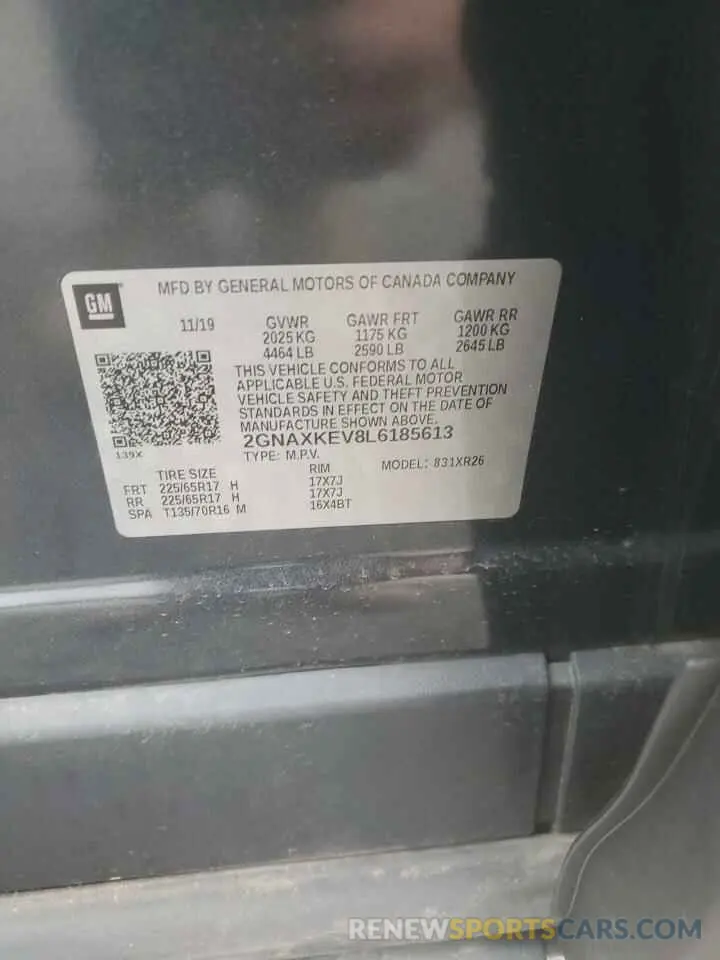 GM
MFD BY GENERAL MOTORS OF CANADA COMPANY
11/19 GVWR GAWR FRT GAWR RR
2025 KG 1175 KG 1200 KG
4464 LB 2590 LB 2645 LB
THIS VEHICLE CONFORMS TO ALL
APPLICABLE U.S. FEDERAL MOTOR
VEHICLE SAFETY AND THEFT PREVENTION
STANDARDS IN EFFECT ON THE DATE OF
MANUFACTURE SHOWN ABOVE.
2GNAXKEV8L6185613
139X
TYPE: M.P.V. MODEL: 831XR26
TIRE SIZE RIM
FRT 225/65R17 H 17X7J
RR 225/65R17 H 17X7J
SPA T135/70R16 M 16X4BT
RENEWSPORTSCARS.COM